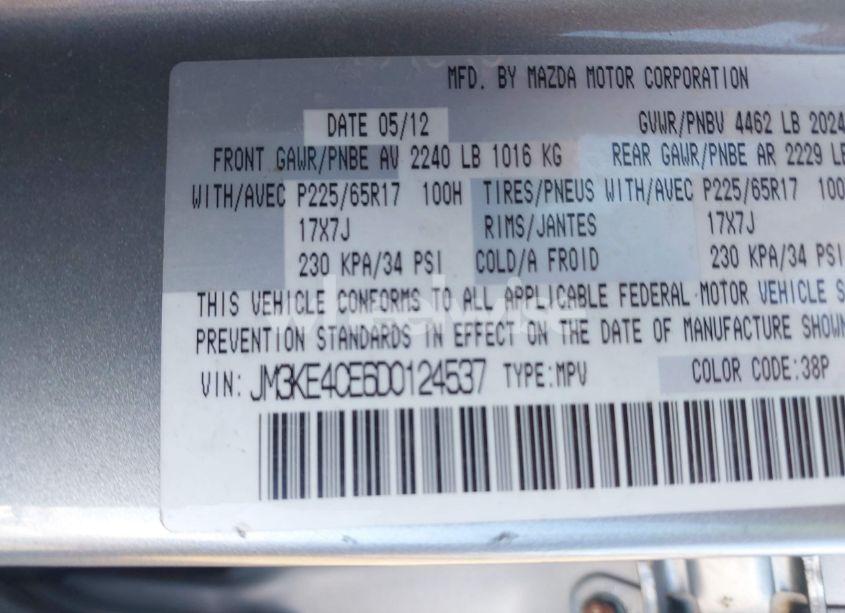 MFD. BY MAZDA MOTOR CORPORATION
DATE 05/12 GVWR/PNBV 4462 LB 2024
FRONT GAWR/PNBE AV 2240 LB 1016 KG REAR GAWR/PNBE AR 2229 LB
WITH/AVEC P225/65R17 100H TIRES/PNEUS WITH/AVEC P225/65R17 100
17X7J RIMS/JANTES 17X7J
230 KPA/34 PSI COLD/A FROID 230 KPA/34 PSI
THIS VEHICLE CONFORMS TO ALL APPLICABLE FEDERAL MOTOR VEHICLE S
PREVENTION STANDARDS IN EFFECT ON THE DATE OF MANUFACTURE SHOWN
wheelwise
VIN: JM3KE4CE6D0124537 TYPE:MPV COLOR CODE:38P